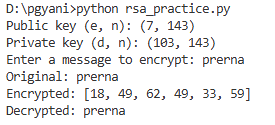 D:\pgyani>python rsa_practice.py
Public key (e, n): (7, 143)
Private key (d, n): (103, 143)
Enter a message to encrypt: prerna
Original: prerna
Encrypted: [18, 49, 62, 49, 33, 59]
Decrypted: prerna